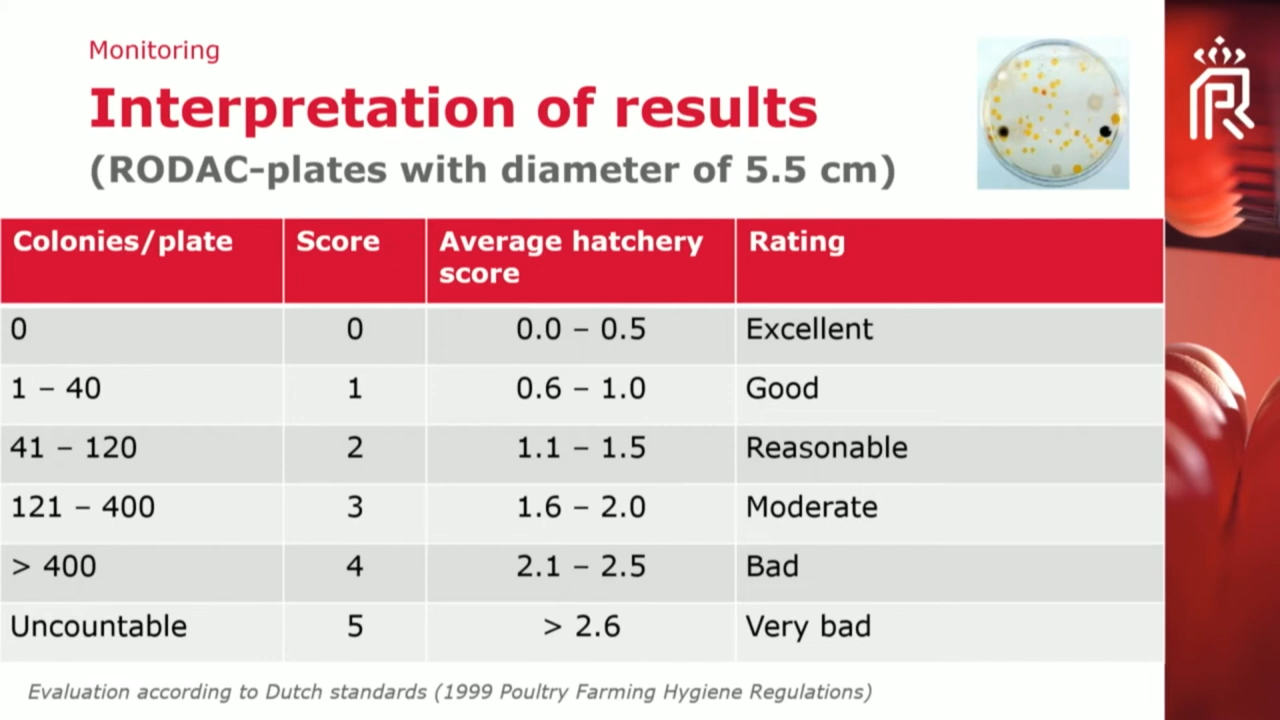 Monitoring
Interpretation of results
(RODAC-plates with diameter of 5.5 cm)
Colonies/plate Score Average hatchery score Rating
0 0 0.0 – 0.5 Excellent
1 – 40 1 0.6 – 1.0 Good
41 – 120 2 1.1 – 1.5 Reasonable
121 – 400 3 1.6 – 2.0 Moderate
> 400 4 2.1 – 2.5 Bad
Uncountable 5 > 2.6 Very bad
Evaluation according to Dutch standards (1999 Poultry Farming Hygiene Regulations)